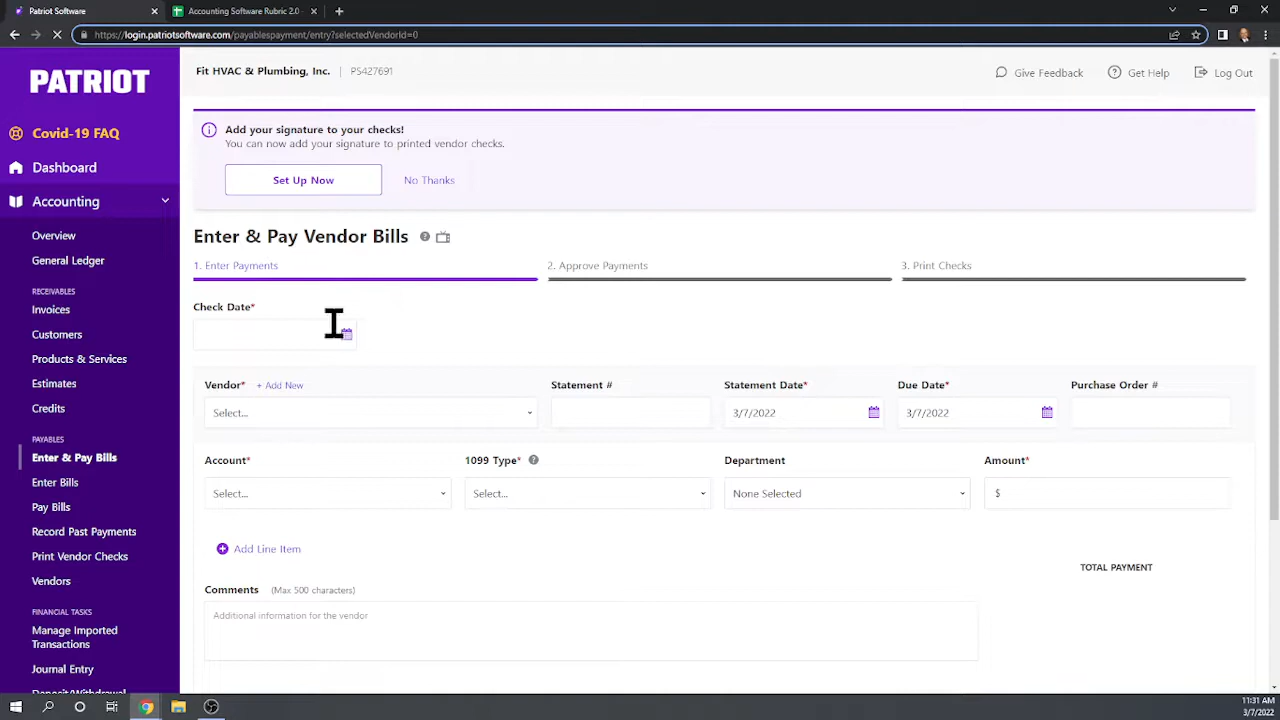 Patriot Software
Accounting Software Rubric 2.0 -
https://login.patriotsoftware.com/payablespayment/entry?selectedVendorId=0
PATRIOT
Covid-19 FAQ
Dashboard
Accounting
Overview
General Ledger
RECEIVABLES
Invoices
Customers
Products & Services
Estimates
Credits
PAYABLES
Enter & Pay Bills
Enter Bills
Pay Bills
Record Past Payments
Print Vendor Checks
Vendors
FINANCIAL TASKS
Manage Imported
Transactions
Journal Entry
Deposit/Withdrawal
Fit HVAC & Plumbing, Inc. | PS427691
Give Feedback
Get Help
Log Out
Add your signature to your checks!
You can now add your signature to printed vendor checks.
Set Up Now
No Thanks
Enter & Pay Vendor Bills
1. Enter Payments
2. Approve Payments
3. Print Checks
Check Date*
Vendor* + Add New
Statement #
Statement Date*
Due Date*
Purchase Order #
Select...
3/7/2022
3/7/2022
Account*
1099 Type*
Department
Amount*
Select...
Select...
None Selected
$
Add Line Item
TOTAL PAYMENT
Comments (Max 500 characters)
Additional information for the vendor
11:31 AM
3/7/2022